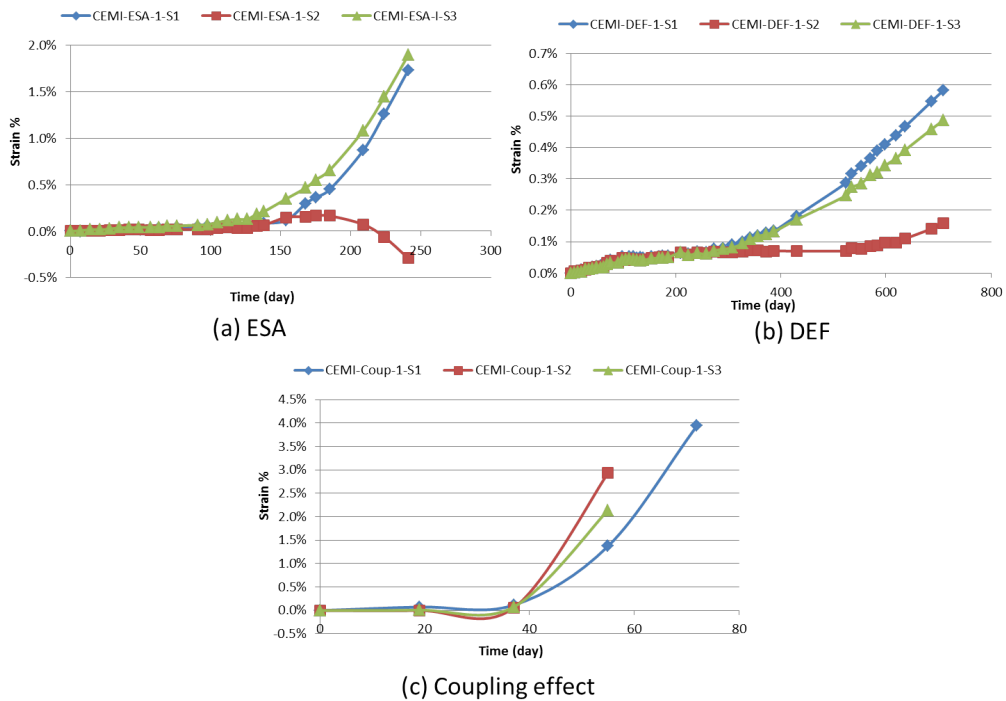 CEMI-ESA-1-S1 CEMI-ESA-1-S2 CEMI-ESA-I-S3
2.0%
1.5%
1.0%
0.5%
0.0%
-0.5%
Strain %
0 50 100 150 200 250 300
Time (day)
(a) ESA
CEMI-DEF-1-S1 CEMI-DEF-1-S2 CEMI-DEF-1-S3
0.7%
0.6%
0.5%
0.4%
0.3%
0.2%
0.1%
0.0%
Strain %
0 200 400 600 800
Time (day)
(b) DEF
CEMI-Coup-1-S1 CEMI-Coup-1-S2 CEMI-Coup-1-S3
4.5%
4.0%
3.5%
3.0%
2.5%
2.0%
1.5%
1.0%
0.5%
0.0%
-0.5%
Strain %
0 20 40 60 80
Time (day)
(c) Coupling effect